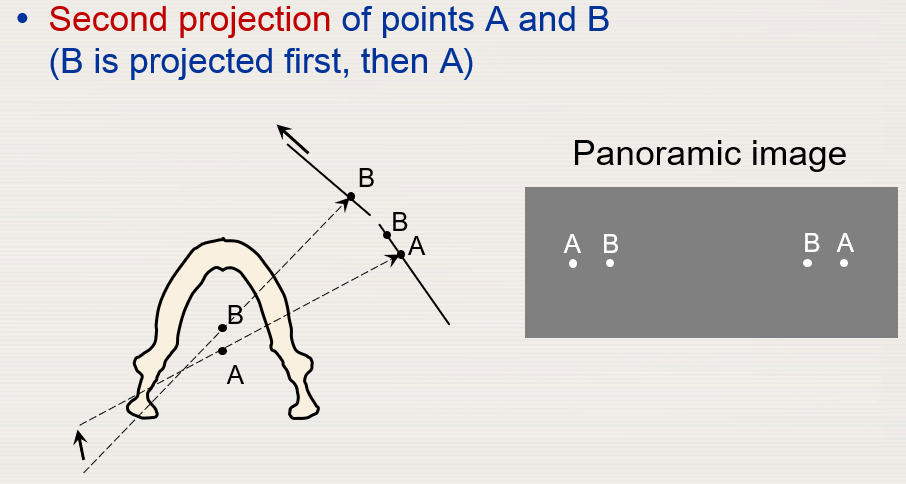 • Second projection of points A and B
(B is projected first, then A)
Panoramic image
B
B
A
B
A
A B
B A